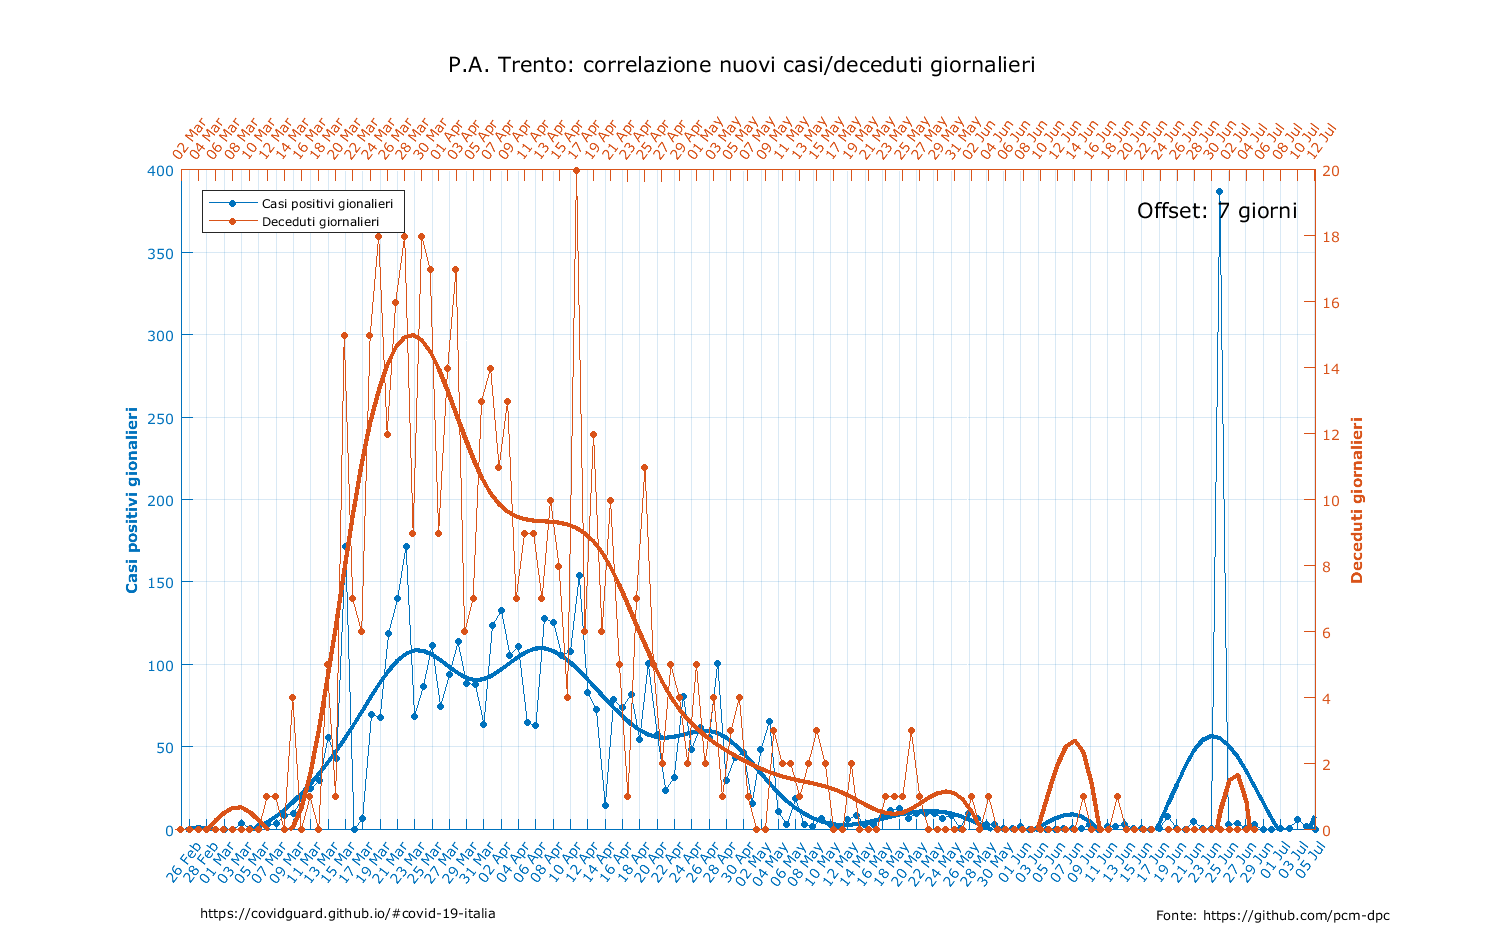 P.A. Trento: correlazione nuovi casi/deceduti giornalieri
02 Mar
04 Mar
06 Mar
08 Mar
10 Mar
12 Mar
14 Mar
16 Mar
18 Mar
20 Mar
22 Mar
24 Mar
26 Mar
28 Mar
30 Mar
01 Apr
03 Apr
05 Apr
07 Apr
09 Apr
11 Apr
13 Apr
15 Apr
17 Apr
19 Apr
21 Apr
23 Apr
25 Apr
27 Apr
29 Apr
01 May
03 May
05 May
07 May
09 May
11 May
13 May
15 May
17 May
19 May
21 May
23 May
25 May
27 May
29 May
31 May
02 Jun
04 Jun
06 Jun
08 Jun
10 Jun
12 Jun
14 Jun
16 Jun
18 Jun
20 Jun
22 Jun
24 Jun
26 Jun
28 Jun
30 Jun
02 Jul
04 Jul
06 Jul
08 Jul
10 Jul
12 Jul
Casi positivi gionalieri
Deceduti giornalieri
Offset: 7 giorni
400
350
300
250
200
150
100
50
0
Casi positivi gionalieri
20
18
16
14
12
10
8
6
4
2
0
Deceduti giornalieri
26 Feb
28 Feb
01 Mar
03 Mar
05 Mar
07 Mar
09 Mar
11 Mar
13 Mar
15 Mar
17 Mar
19 Mar
21 Mar
23 Mar
25 Mar
27 Mar
29 Mar
31 Mar
02 Apr
04 Apr
06 Apr
08 Apr
10 Apr
12 Apr
14 Apr
16 Apr
18 Apr
20 Apr
22 Apr
24 Apr
26 Apr
28 Apr
30 Apr
02 May
04 May
06 May
08 May
10 May
12 May
14 May
16 May
18 May
20 May
22 May
24 May
26 May
28 May
30 May
01 Jun
03 Jun
05 Jun
07 Jun
09 Jun
11 Jun
13 Jun
15 Jun
17 Jun
19 Jun
21 Jun
23 Jun
25 Jun
27 Jun
29 Jun
01 Jul
03 Jul
05 Jul
https://covidguard.github.io/#covid-19-italia
Fonte: https://github.com/pcm-dpc